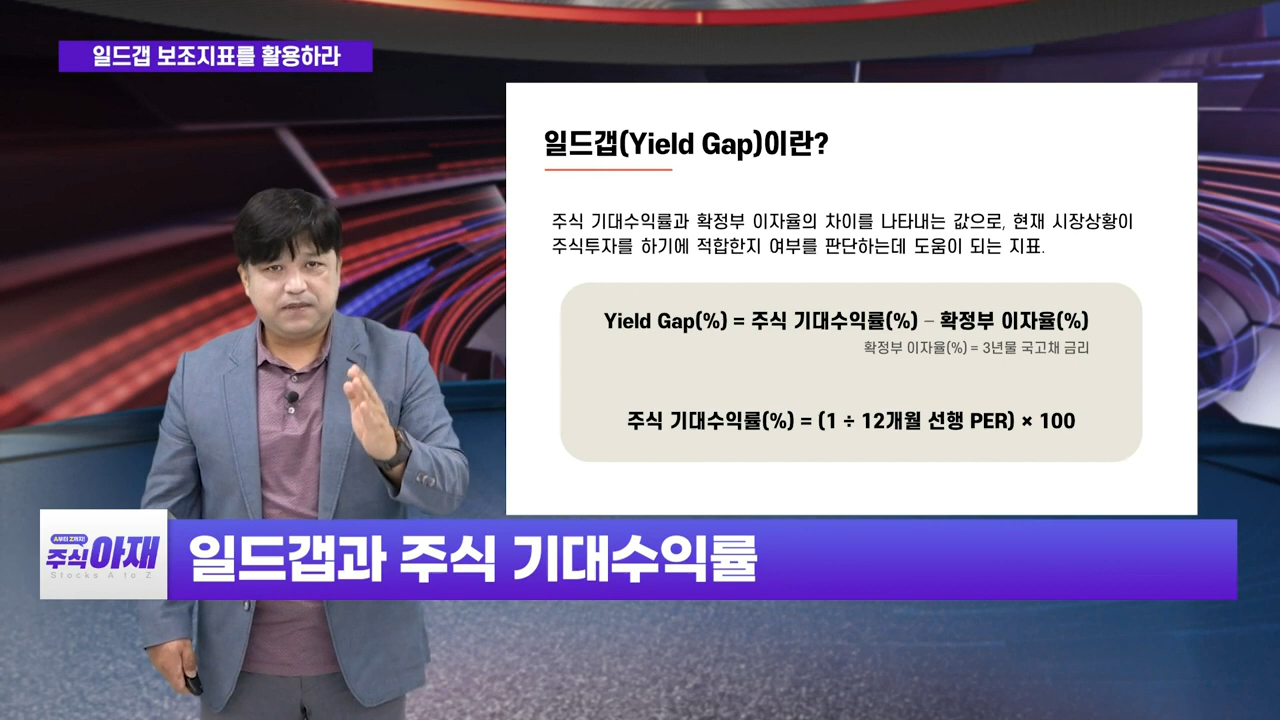 일드갭 보조지표를 활용하라
일드갭(Yield Gap)이란?
주식 기대수익률과 확정부 이자율의 차이를 나타내는 값으로, 현재 시장상황이
주식투자를 하기에 적합한지 여부를 판단하는데 도움이 되는 지표.
Yield Gap(%) = 주식 기대수익률(%) – 확정부 이자율(%)
확정부 이자율(%) = 3년물 국고채 금리
주식 기대수익률(%) = (1 ÷ 12개월 선행 PER) × 100
A부터 Z까지!
주식아재
Stocks A to Z
일드갭과 주식 기대수익률